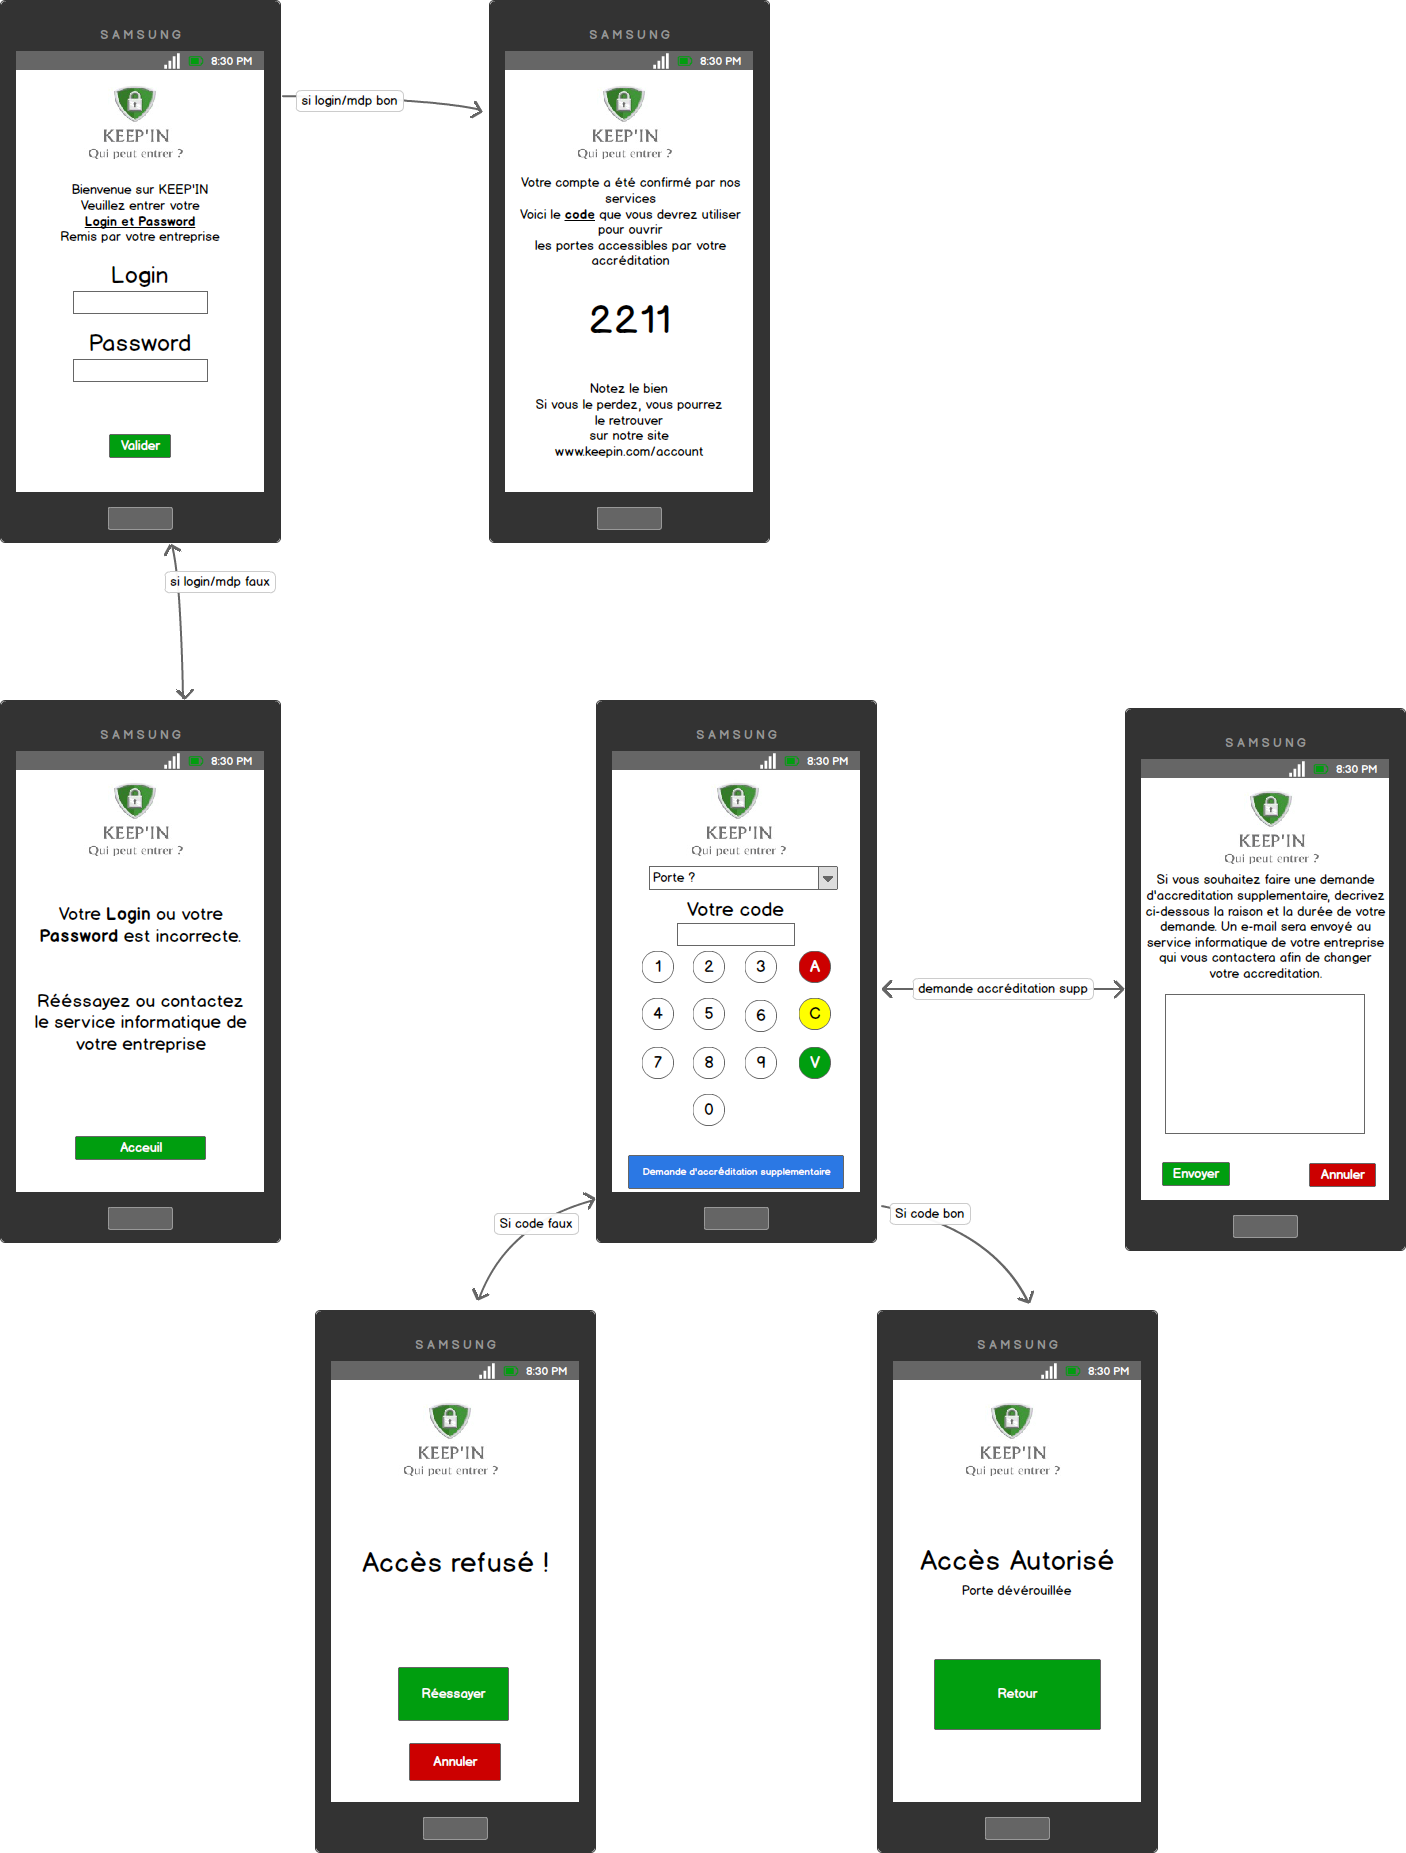 SAMSUNG
8:30 PM
KEEP'IN
Qui peut entrer ?
Bienvenue sur KEEP'IN
Veuillez entrer votre
Login et Password
Remis par votre entreprise
Login
Password
Valider
si login/mdp bon
SAMSUNG
8:30 PM
KEEP'IN
Qui peut entrer ?
Votre compte a été confirmé par nos
services
Voici le code que vous devrez utiliser
pour ouvrir
les portes accessibles par votre
accréditation
2211
Notez le bien
Si vous le perdez, vous pourrez
le retrouver
sur notre site
www.keepin.com/account
si login/mdp faux
SAMSUNG
8:30 PM
KEEP'IN
Qui peut entrer ?
Votre Login ou votre
Password est incorrecte.
Rééssayez ou contactez
le service informatique de
votre entreprise
Acceuil
SAMSUNG
8:30 PM
KEEP'IN
Qui peut entrer ?
Porte ?
Votre code
1 2 3 A
4 5 6 C
7 8 9 V
0
Demande d'accréditation supplementaire
demande accréditation supp
SAMSUNG
8:30 PM
KEEP'IN
Qui peut entrer ?
Si vous souhaitez faire une demande
d'accreditation supplementaire, decrivez
ci-dessous la raison et la durée de votre
demande. Un e-mail sera envoyé au
service informatique de votre entreprise
qui vous contactera afin de changer
votre accreditation.
Envoyer
Annuler
Si code faux
Si code bon
SAMSUNG
8:30 PM
KEEP'IN
Qui peut entrer ?
Accès refusé !
Réessayer
Annuler
SAMSUNG
8:30 PM
KEEP'IN
Qui peut entrer ?
Accès Autorisé
Porte dévérouillée
Retour